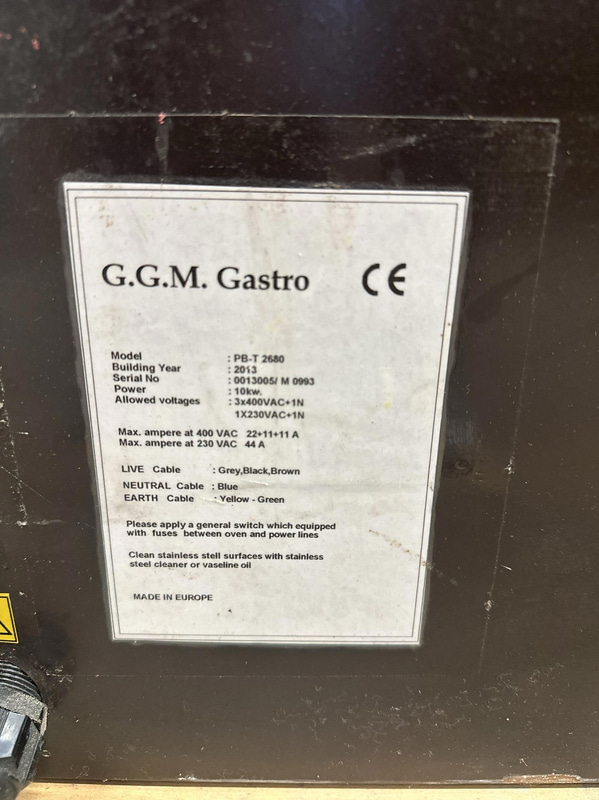 G.G.M. Gastro CE
Model : PB-T 2680
Building Year : 2013
Serial No : 0013005/ M 0993
Power : 10kw.
Allowed voltages : 3x400VAC+1N
1X230VAC+1N
Max. ampere at 400 VAC 22+11+11 A
Max. ampere at 230 VAC 44 A
LIVE Cable : Grey,Black,Brown
NEUTRAL Cable : Blue
EARTH Cable : Yellow - Green
Please apply a general switch which equipped
with fuses between oven and power lines
Clean stainless stell surfaces with stainless
steel cleaner or vaseline oil
MADE IN EUROPE